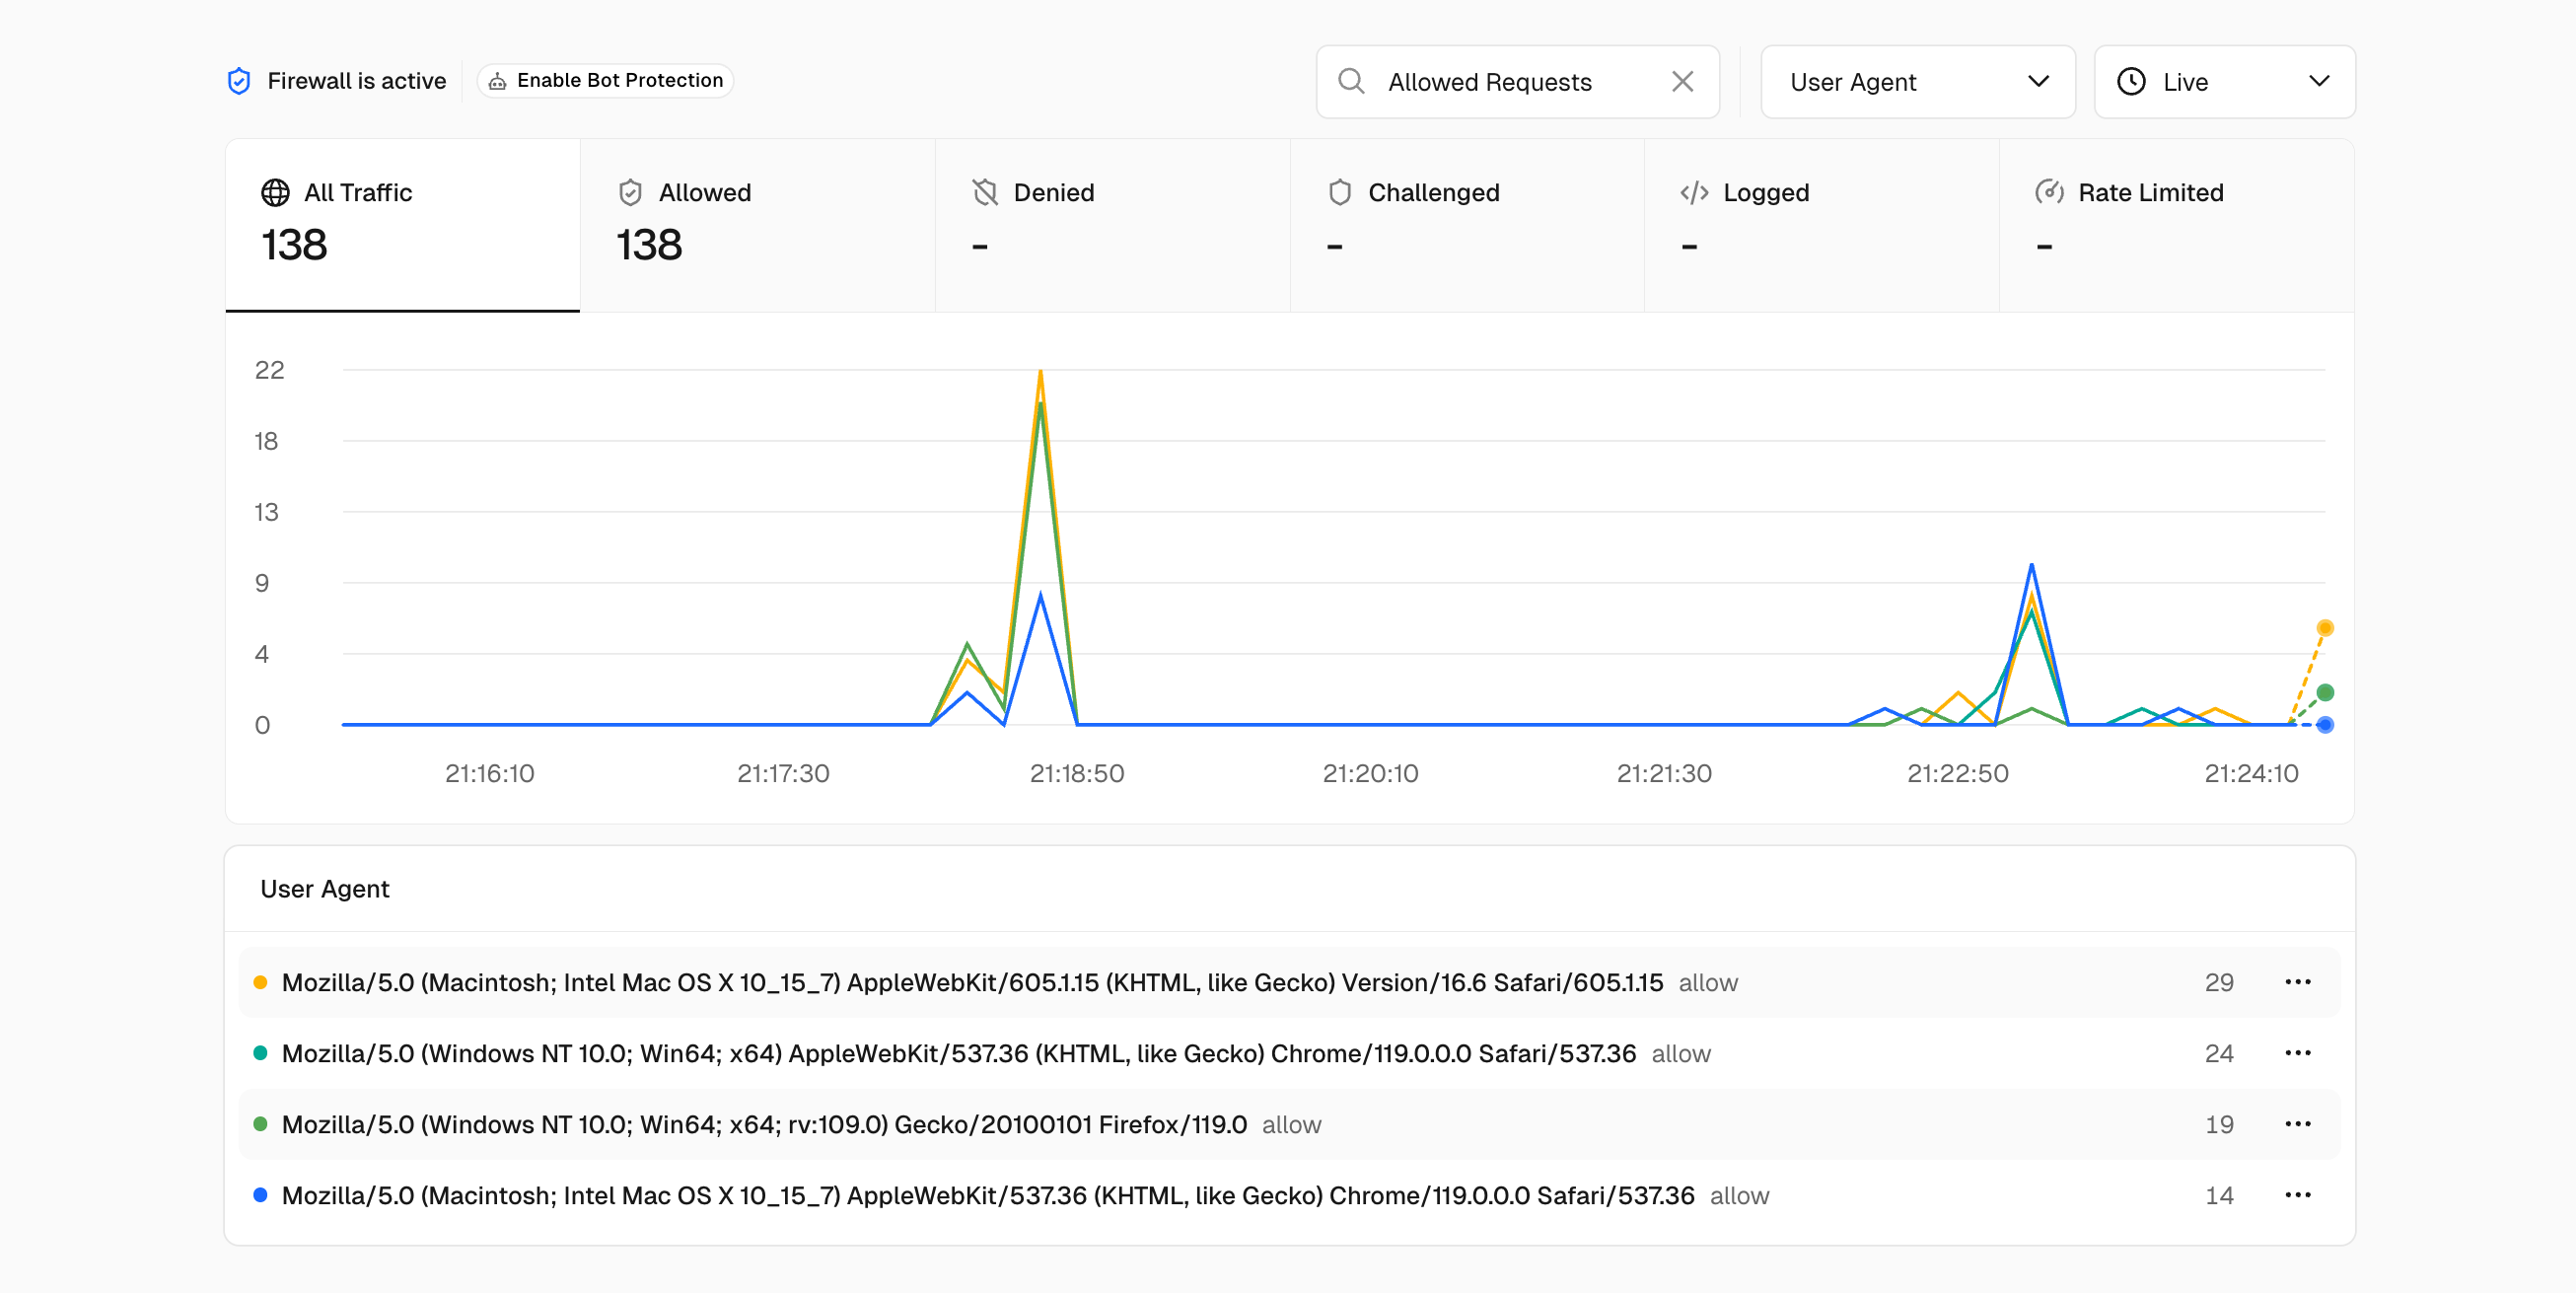 Firewall is active
Enable Bot Protection
Allowed Requests
User Agent
Live
All Traffic
138
Allowed
138
Denied
-
Challenged
-
Logged
-
Rate Limited
-
22
18
13
9
4
0
21:16:10 21:17:30 21:18:50 21:20:10 21:21:30 21:22:50 21:24:10
User Agent
Mozilla/5.0 (Macintosh; Intel Mac OS X 10_15_7) AppleWebKit/605.1.15 (KHTML, like Gecko) Version/16.6 Safari/605.1.15 allow 29
Mozilla/5.0 (Windows NT 10.0; Win64; x64) AppleWebKit/537.36 (KHTML, like Gecko) Chrome/119.0.0.0 Safari/537.36 allow 24
Mozilla/5.0 (Windows NT 10.0; Win64; x64; rv:109.0) Gecko/20100101 Firefox/119.0 allow 19
Mozilla/5.0 (Macintosh; Intel Mac OS X 10_15_7) AppleWebKit/537.36 (KHTML, like Gecko) Chrome/119.0.0.0 Safari/537.36 allow 14